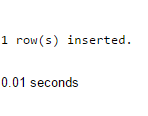 1 row(s) inserted.
0.01 seconds